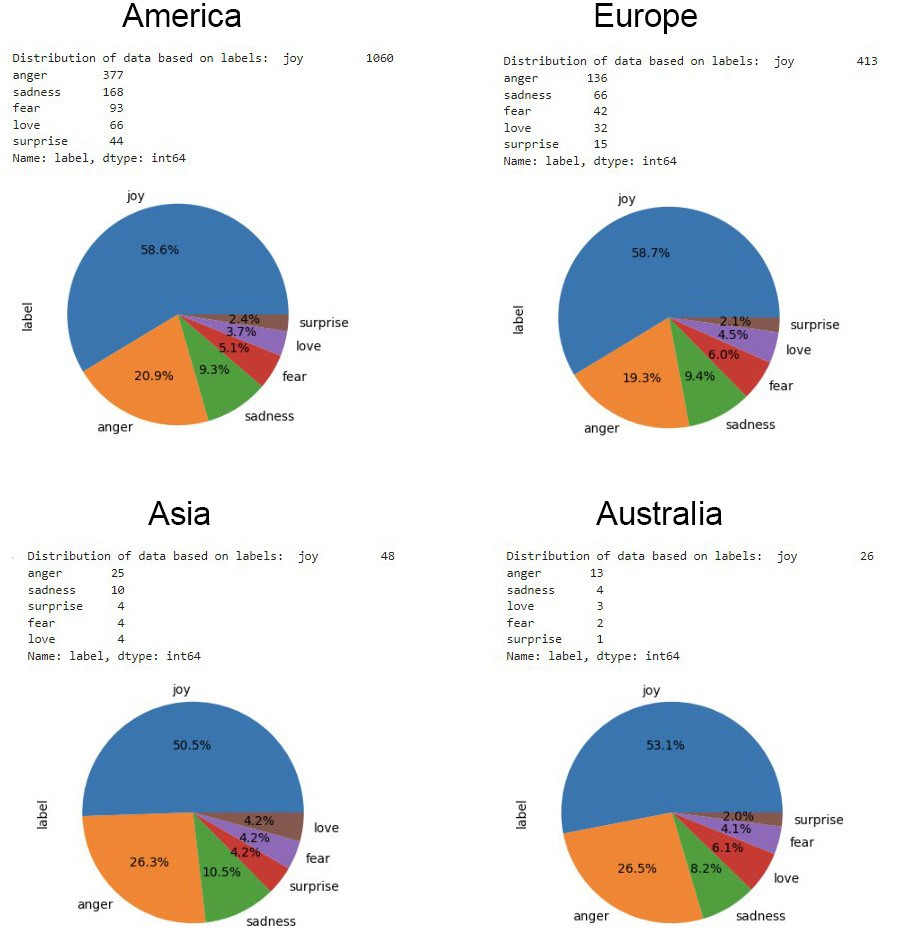 America
Distribution of data based on labels:  joy         1060
anger        377
sadness      168
fear          93
love          66
surprise      44
Name: label, dtype: int64
joy
58.6%
label
2.4%
surprise
3.7%
love
5.1%
fear
20.9%
9.3%
sadness
anger
Europe
Distribution of data based on labels:  joy         413
anger       136
sadness      66
fear         42
love         32
surprise     15
Name: label, dtype: int64
joy
58.7%
label
2.1%
surprise
4.5%
love
6.0%
fear
19.3%
9.4%
sadness
anger
Asia
Distribution of data based on labels:  joy         48
anger       25
sadness     10
surprise     4
fear         4
love         4
Name: label, dtype: int64
joy
50.5%
label
4.2%
love
4.2%
fear
4.2%
surprise
26.3%
10.5%
anger
sadness
Australia
Distribution of data based on labels:  joy         26
anger       13
sadness      4
love         3
fear         2
surprise     1
Name: label, dtype: int64
joy
53.1%
label
2.0%
surprise
4.1%
fear
6.1%
love
26.5%
8.2%
anger
sadness